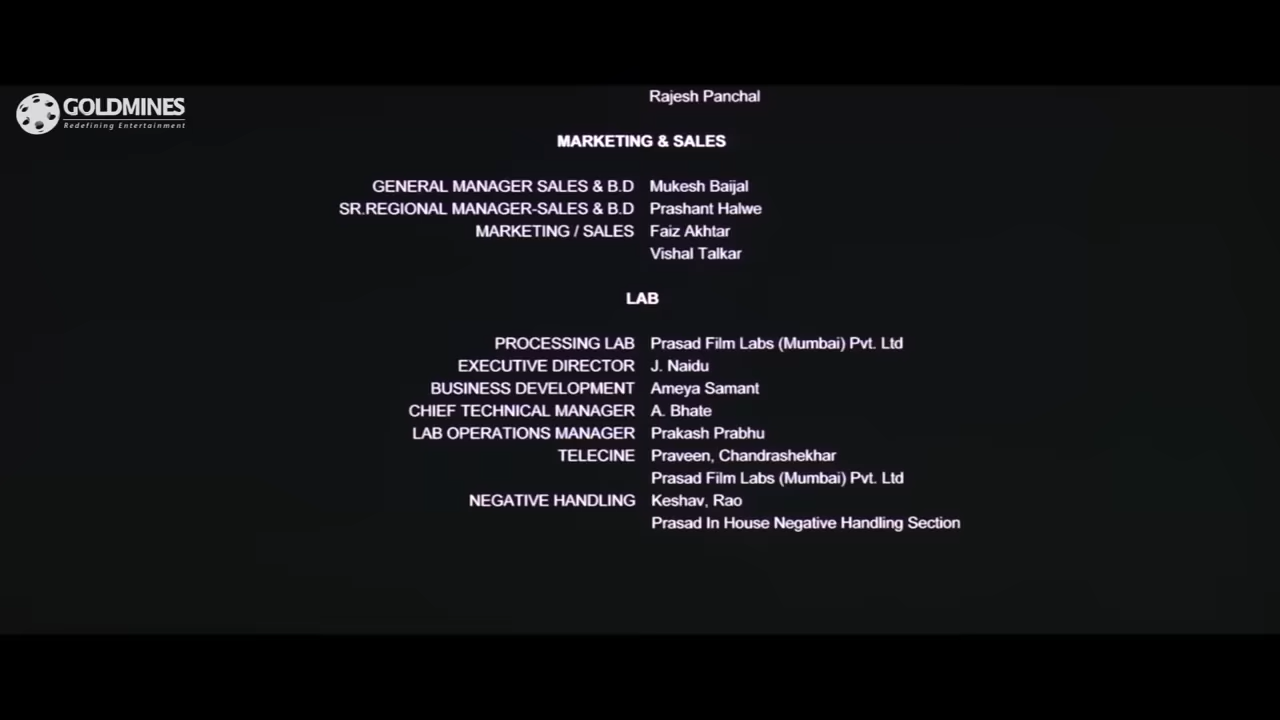 GOLDMINES
Redefining Entertainment
Rajesh Panchal
MARKETING & SALES
GENERAL MANAGER SALES & B.D Mukesh Baijal
SR.REGIONAL MANAGER-SALES & B.D Prashant Halwe
MARKETING / SALES Faiz Akhtar
Vishal Talkar
LAB
PROCESSING LAB Prasad Film Labs (Mumbai) Pvt. Ltd
EXECUTIVE DIRECTOR J. Naidu
BUSINESS DEVELOPMENT Ameya Samant
CHIEF TECHNICAL MANAGER A. Bhate
LAB OPERATIONS MANAGER Prakash Prabhu
TELECINE Praveen, Chandrashekhar
Prasad Film Labs (Mumbai) Pvt. Ltd
NEGATIVE HANDLING Keshav, Rao
Prasad In House Negative Handling Section